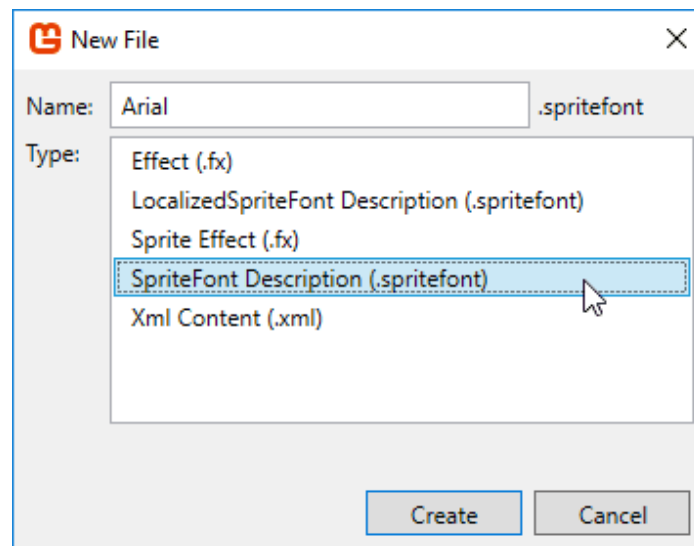 New File
Name: Arial .spritefont
Type:
Effect (.fx)
LocalizedSpriteFont Description (.spritefont)
Sprite Effect (.fx)
SpriteFont Description (.spritefont)
Xml Content (.xml)
Create Cancel